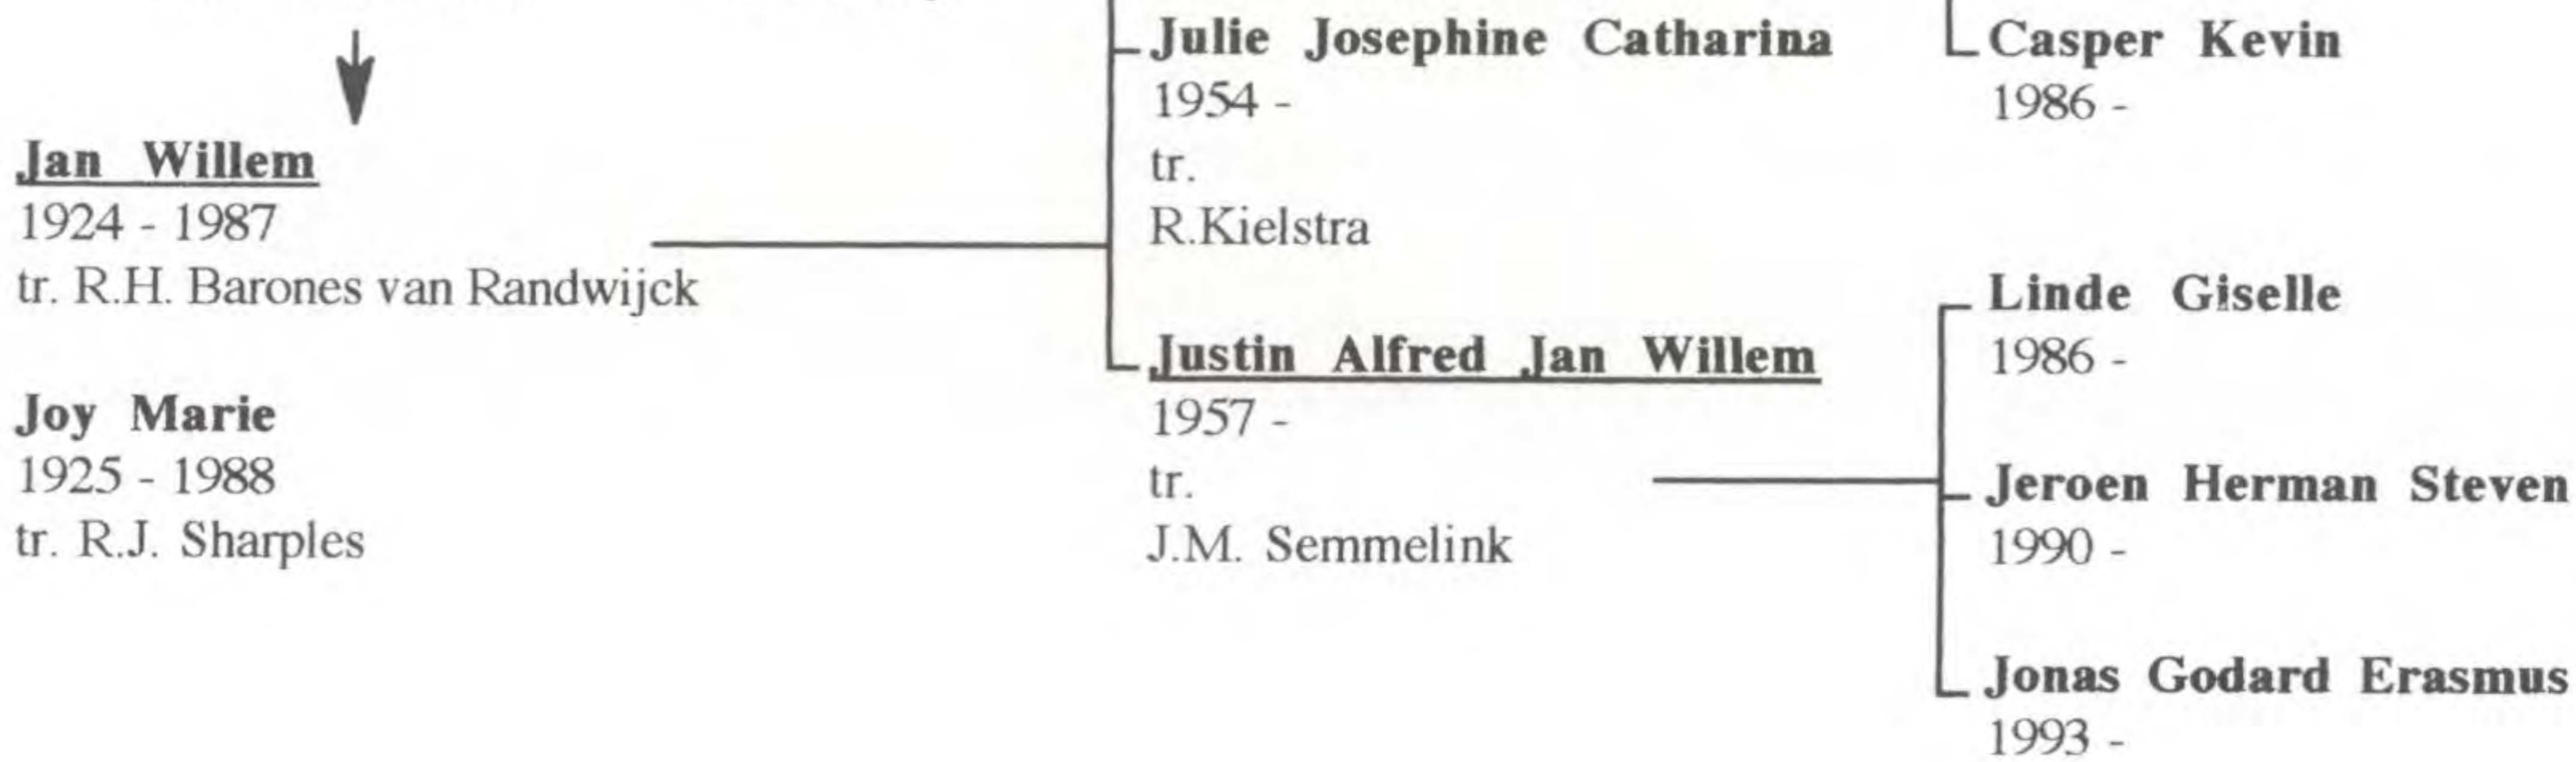 Jan Willem
1924 - 1987
tr. R.H. Barones van Randwijck
Joy Marie
1925 - 1988
tr. R.J. Sharples
Julie Josephine Catharina
1954 -
tr.
R.Kielstra
Justin Alfred Jan Willem
1957 -
tr.
J.M. Semmelink
Casper Kevin
1986 -
Linde Giselle
1986 -
Jeroen Herman Steven
1990 -
Jonas Godard Erasmus
1993 -